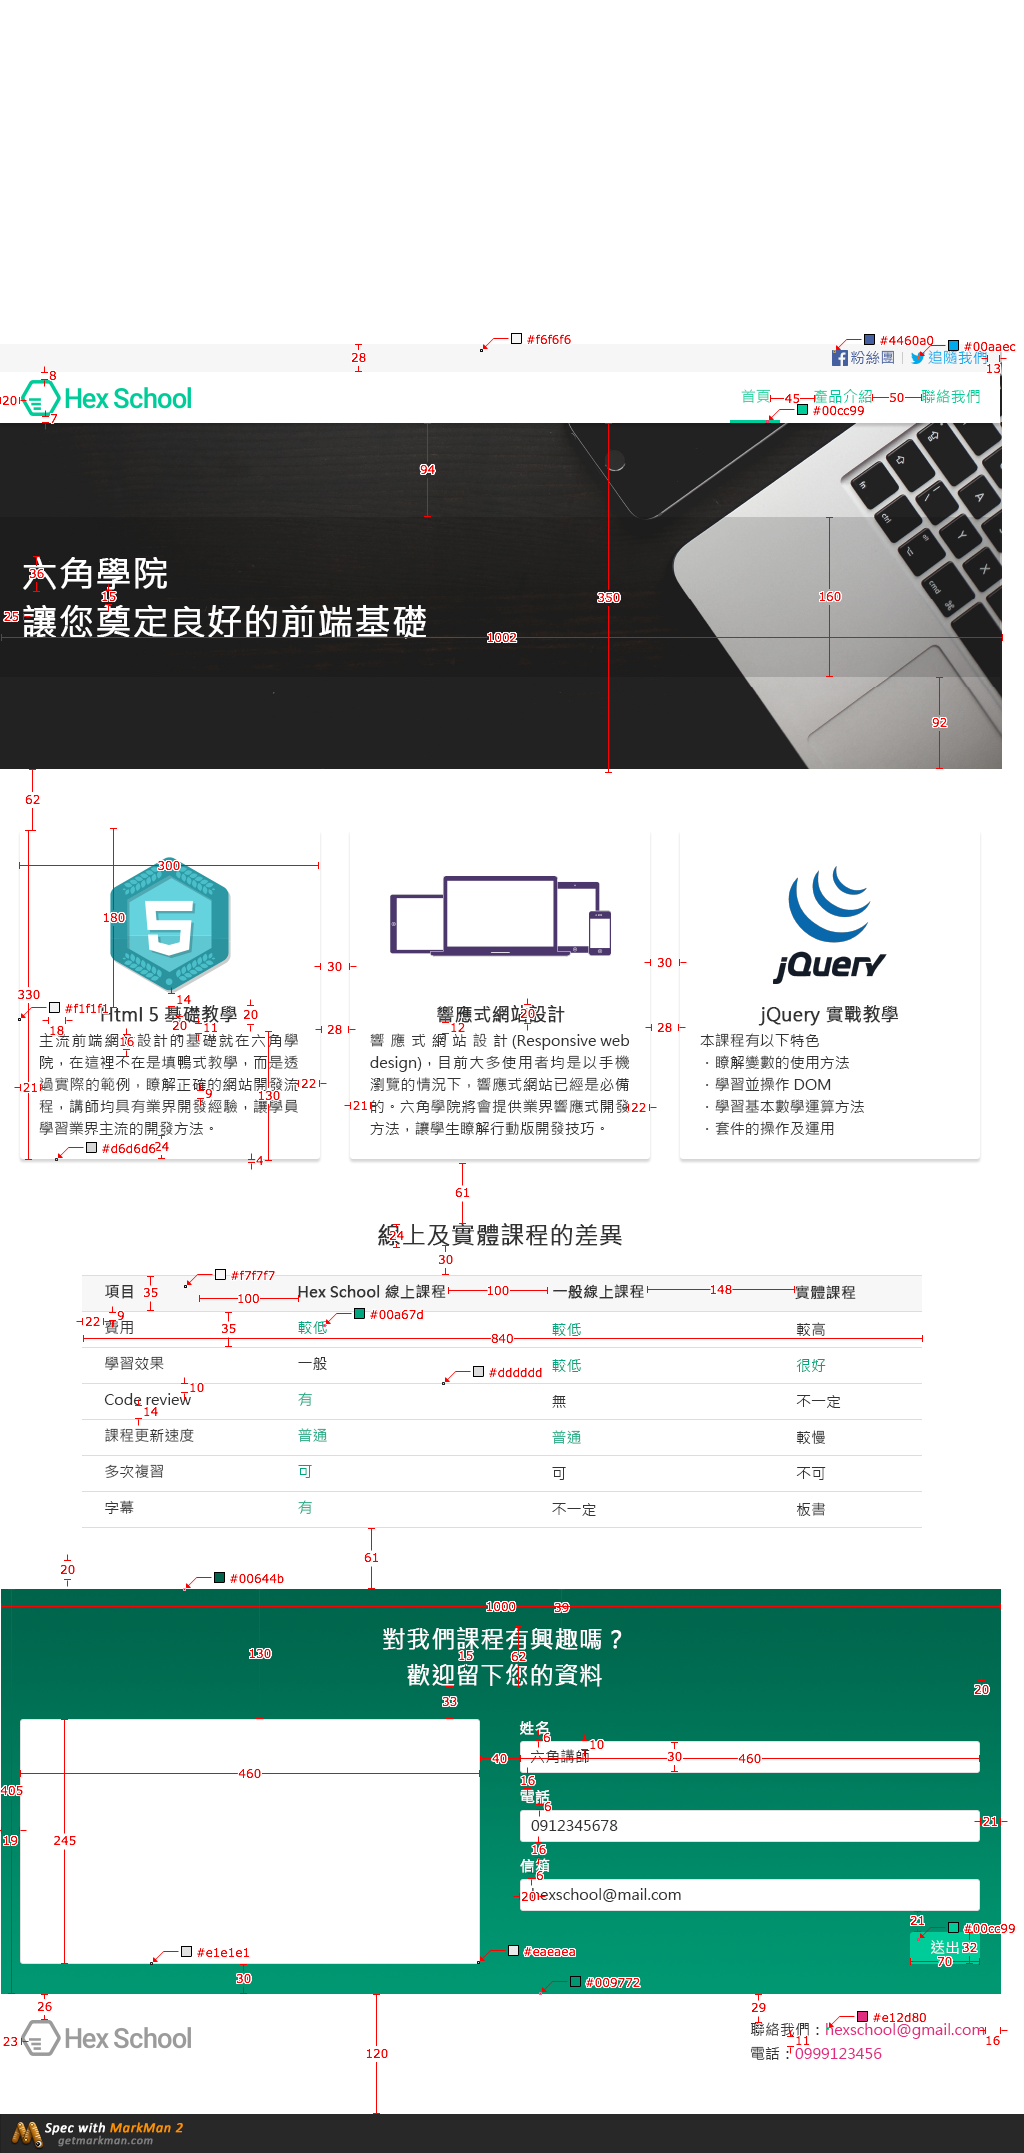 #f6f6f6
#4460a0
#00aaec
28
粉絲團 | 追隨我們
13
8
20
Hex School
7
首頁 45 產品介紹 50 聯絡我們
#00cc99
94
六角學院
36
15
350
160
25
讓您奠定良好的前端基礎
1002
92
62
300
180
30
30
jQuery
330
14
#f1f1f1
Html 5 基礎教學
響應式網站設計
jQuery 實戰教學
18
20
11
20
28
12
20
28
16
主流前端網頁設計的基礎就在六角學
院，在這裡不在是填鴨式教學，而是透
過實際的範例，瞭解正確的網站開發流
程，講師均具有業界開發經驗，讓學員
學習業界主流的開發方法。
21
22
9
130
響應式網站設計(Responsive web
design)，目前大多使用者均是以手機
瀏覽的情況下，響應式網站已經是必備
的。六角學院將會提供業界響應式開發
方法，讓學生瞭解行動版開發技巧。
21
22
本課程有以下特色
．瞭解變數的使用方法
．學習並操作 DOM
．學習基本數學運算方法
．套件的操作及運用
#d6d6d6
24
4
61
線上及實體課程的差異
24
30
#f7f7f7
項目 35 Hex School 線上課程 100 一般線上課程 148 實體課程
100
#00a67d
22
9
35
840
費用 較低 較低 較高
學習效果 一般 較低 很好
#dddddd
10
Code review 有 無 不一定
14
課程更新速度 普通 普通 較慢
多次複習 可 可 不可
字幕 有 不一定 板書
61
20
#00644b
1000
39
對我們課程有興趣嗎？
130
15
62
歡迎留下您的資料
20
33
姓名
6
10
六角講師
30
460
40
460
16
電話
6
405
0912345678
21
19
245
16
信箱
6
20
hexschool@mail.com
21
#00cc99
送出
32
70
#e1e1e1
#eaeaea
30
#009772
26
29
#e12d80
23
Hex School
聯絡我們：hexschool@gmail.com
11
16
電話：0999123456
120
Spec with MarkMan 2
getmarkman.com